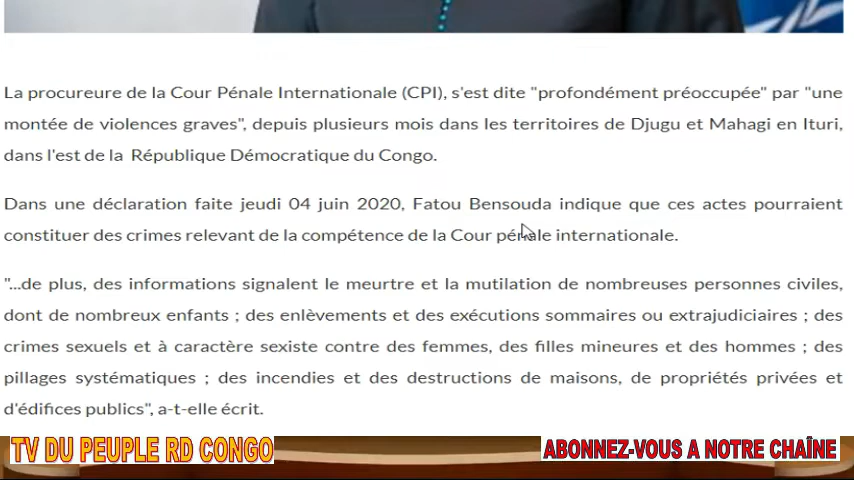 La procureure de la Cour Pénale Internationale (CPI), s'est dite "profondément préoccupée" par "une
montée de violences graves", depuis plusieurs mois dans les territoires de Djugu et Mahagi en Ituri,
dans l'est de la République Démocratique du Congo.
Dans une déclaration faite jeudi 04 juin 2020, Fatou Bensouda indique que ces actes pourraient
constituer des crimes relevant de la compétence de la Cour pénale internationale.
"...de plus, des informations signalent le meurtre et la mutilation de nombreuses personnes civiles,
dont de nombreux enfants ; des enlèvements et des exécutions sommaires ou extrajudiciaires ; des
crimes sexuels et à caractère sexiste contre des femmes, des filles mineures et des hommes ; des
pillages systématiques ; des incendies et des destructions de maisons, de propriétés privées et
d'édifices publics", a-t-elle écrit.
TV DU PEUPLE RD CONGO
ABONNEZ-VOUS A NOTRE CHAÎNE